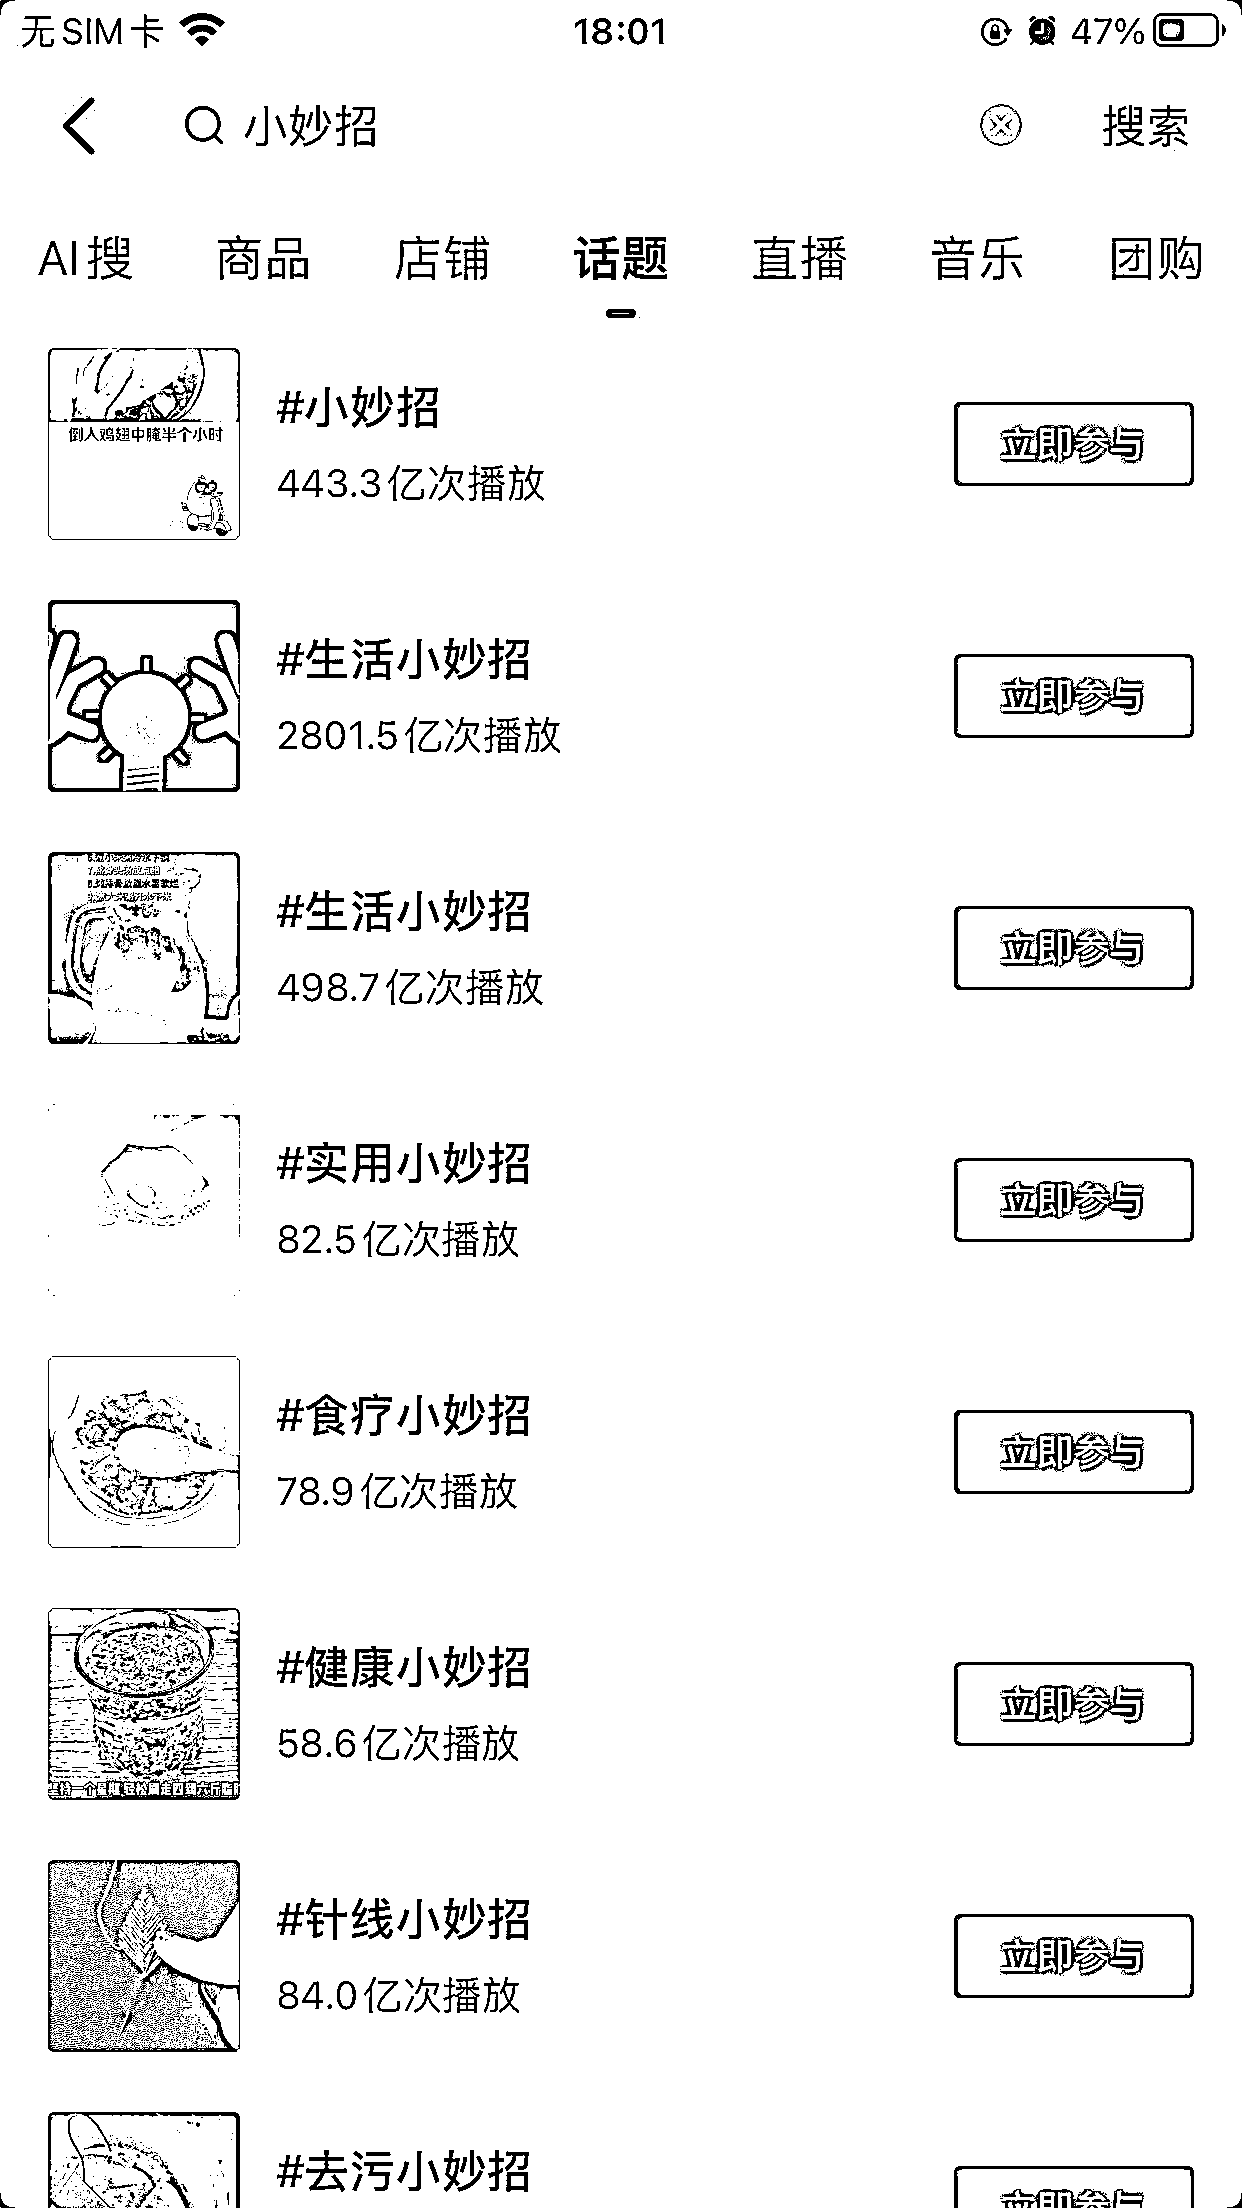 无SIM卡 18:01 47%
小妙招 搜索
AI搜 商品 店铺 话题 直播 音乐 团购
倒人鸡翅中腌半个小时
#小妙招
443.3亿次播放
立即参与
#生活小妙招
2801.5亿次播放
立即参与
#生活小妙招
498.7亿次播放
立即参与
#实用小妙招
82.5亿次播放
立即参与
#食疗小妙招
78.9亿次播放
立即参与
#健康小妙招
58.6亿次播放
立即参与
#针线小妙招
84.0亿次播放
立即参与
#去污小妙招
立即参与